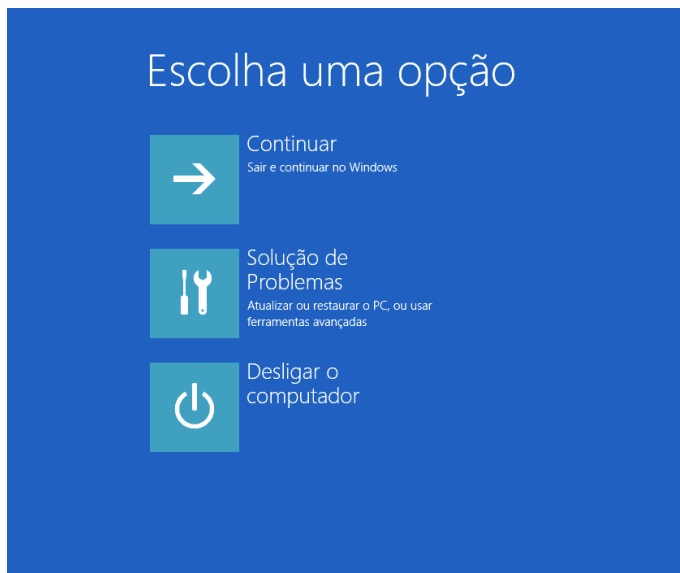 Escolha uma opção
Continuar
Sair e continuar no Windows
Solução de
Problemas
Atualizar ou restaurar o PC, ou usar
ferramentas avançadas
Desligar o
computador